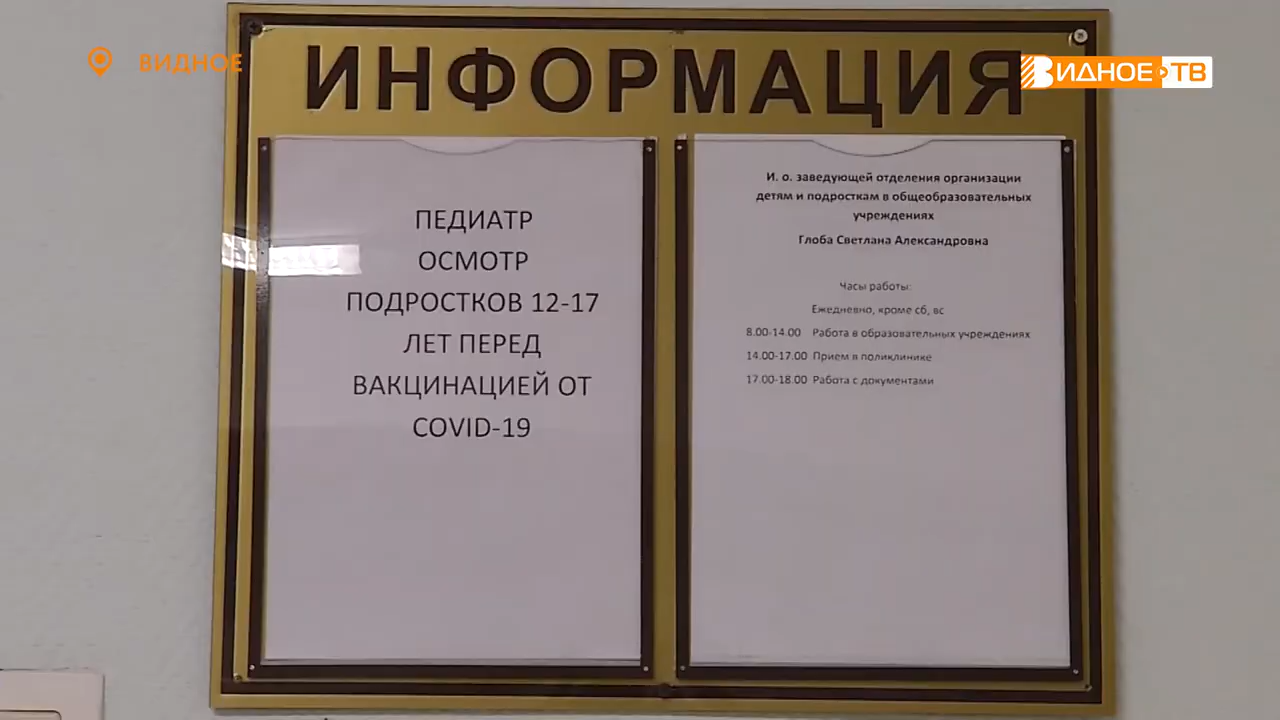 ВИДНОЕ
ВИДНОЕ ТВ
ИНФОРМАЦИЯ
ПЕДИАТР
ОСМОТР
ПОДРОСТКОВ 12-17
ЛЕТ ПЕРЕД
ВАКЦИНАЦИЕЙ ОТ
COVID-19
И. о. заведующей отделения организации
детям и подросткам в общеобразовательных
учреждениях
Глоба Светлана Александровна
Часы работы:
Ежедневно, кроме сб, вс
8.00-14.00 Работа в образовательных учреждениях
14.00-17.00 Прием в поликлинике
17.00-18.00 Работа с документами